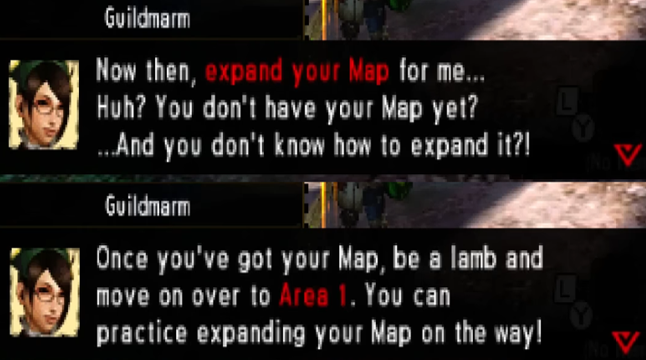 Guildmarm
Now then, expand your Map for me...
Huh? You don't have your Map yet?
...And you don't know how to expand it?!
L
Y
Guildmarm
Once you've got your Map, be a lamb and
move on over to Area 1. You can
practice expanding your Map on the way!
L
Y